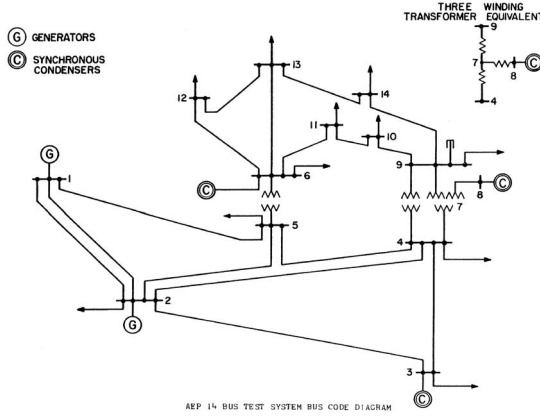 THREE WINDING
TRANSFORMER EQUIVALENT
9
7
C
8
4
G GENERATORS
C SYNCHRONOUS
CONDENSERS
13
14
12
11
10
G
1
C
6
9
C
8
7
5
4
2
G
3
C
AEP 14 BUS TEST SYSTEM BUS CODE DIAGRAM